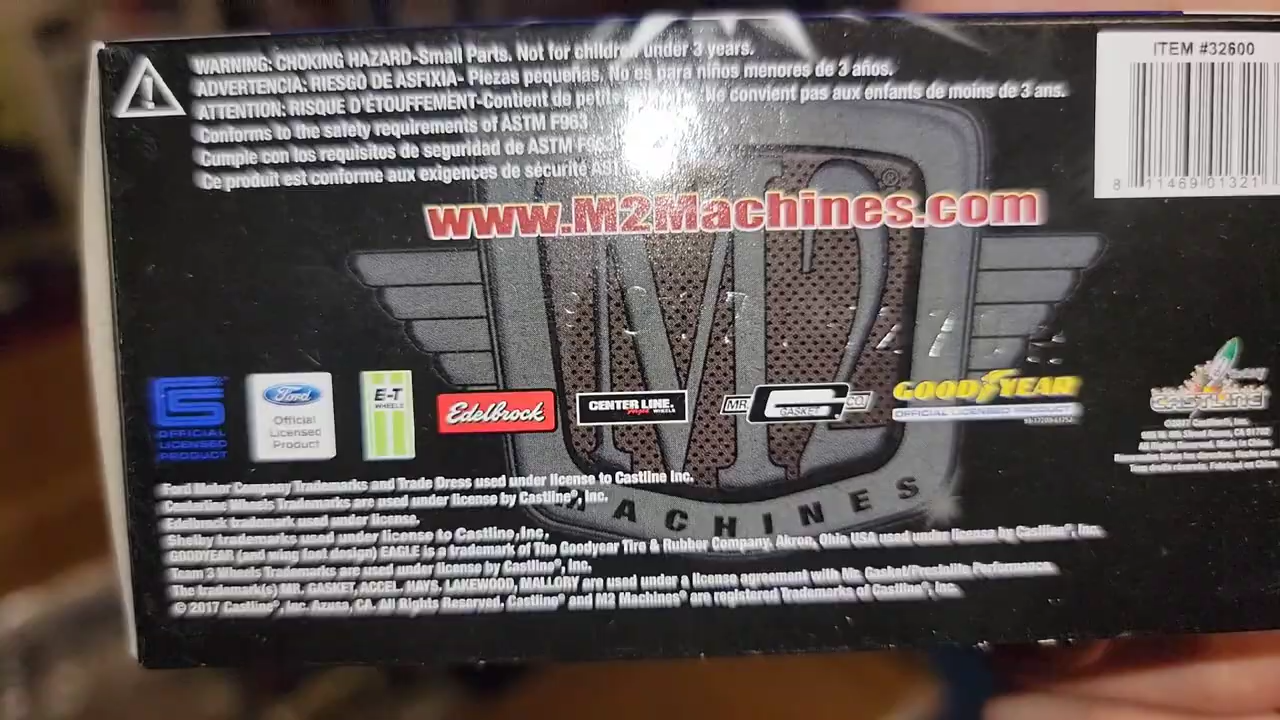 WARNING: CHOKING HAZARD-Small Parts. Not for children under 3 years.
ADVERTENCIA: RIESGO DE ASFIXIA- Piezas pequeñas, No es para niños menores de 3 años.
ATTENTION: RISQUE D'ÉTOUFFEMENT-Contient de petits Ne convient pas aux enfants de moins de 3 ans.
Conforms to the safety requirements of ASTM F963
Cumple con los requisitos de seguridad de ASTM F963
Ce produit est conforme aux exigences de sécurité AS
ITEM #32600
8 11469 01321
www.M2Machines.com
M2 ®
MACHINES
OFFICIAL LICENSED PRODUCT
Ford
Official Licensed Product
E-T WHEELS
Edelbrock
CENTER LINE. WHEELS
MR. GASKET CO.
GOODYEAR
OFFICIAL LICENSED PRODUCT
CASTLINE
Ford Motor Company Trademarks and Trade Dress used under license to Castline Inc.
Centerline Wheels Trademarks are used under license by Castline®, Inc.
Edelbrock trademark used under license.
Shelby trademarks used under license to Castline, Inc.
GOODYEAR (and wing foot design) EAGLE is a trademark of The Goodyear Tire & Rubber Company, Akron, Ohio USA used under license by Castline®, Inc.
Team 3 Wheels Trademarks are used under license by Castline®, Inc.
The trademark(s) MR. GASKET, ACCEL, HAYS, LAKEWOOD, MALLORY are used under a license agreement with Mr. Gasket/Prestolite Performance
© 2017 Castline®, Inc. Azusa, CA. All Rights Reserved. Castline® and M2 Machines® are registered Trademarks of Castline®, Inc.